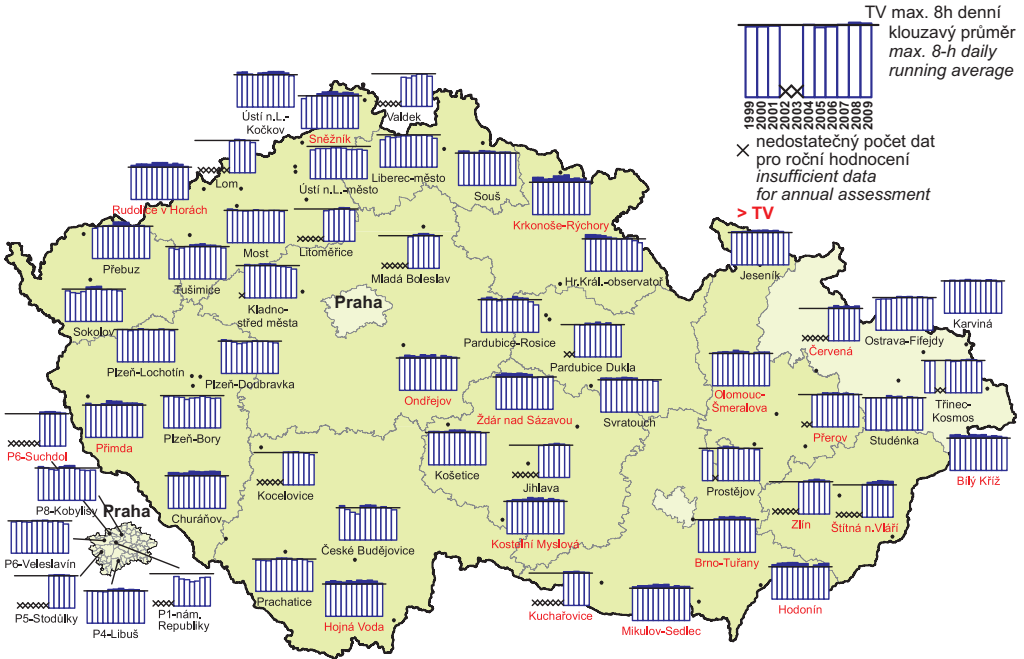 TV max. 8h denní
klouzavý průměr
max. 8-h daily
running average
1999
2000
2001
2002
2003
2004
2005
2006
2007
2008
2009
nedostatečný počet dat
pro roční hodnocení
insufficient data
for annual assessment
> TV
Ústí n.L.-
Kočkov
Sněžník
Valdek
Lom
Ústí n.L.-město
Liberec-město
Souš
Rudolice v Horách
Krkonoše-Rýchory
Přebuz
Most
Litoměřice
Tušimice
Mladá Boleslav
Hr.Král.-observatoř
Jeseník
Kladno-
střed města
Praha
Sokolov
Pardubice-Rosice
Karviná
Ostrava-Fifejdy
Červená
Plzeň-Lochotín
Plzeň-Doubravka
Pardubice Dukla
Ondřejov
Olomouc-
Šmeralova
Třinec-
Kosmos
Žďár nad Sázavou
Svratouch
Přimda
Plzeň-Bory
Přerov
Studénka
P6-Suchdol
Košetice
Bílý Kříž
Kocelovice
Jihlava
Prostějov
P8-Kobylisy
Churáňov
Praha
Zlín
Štítná n.Vláří
Kostelní Myslová
České Budějovice
Brno-Tuřany
P6-Veleslavín
Prachatice
Hojná Voda
Kuchařovice
Mikulov-Sedlec
Hodonín
P5-Stodůlky
P4-Libuš
P1-nám.
Republiky